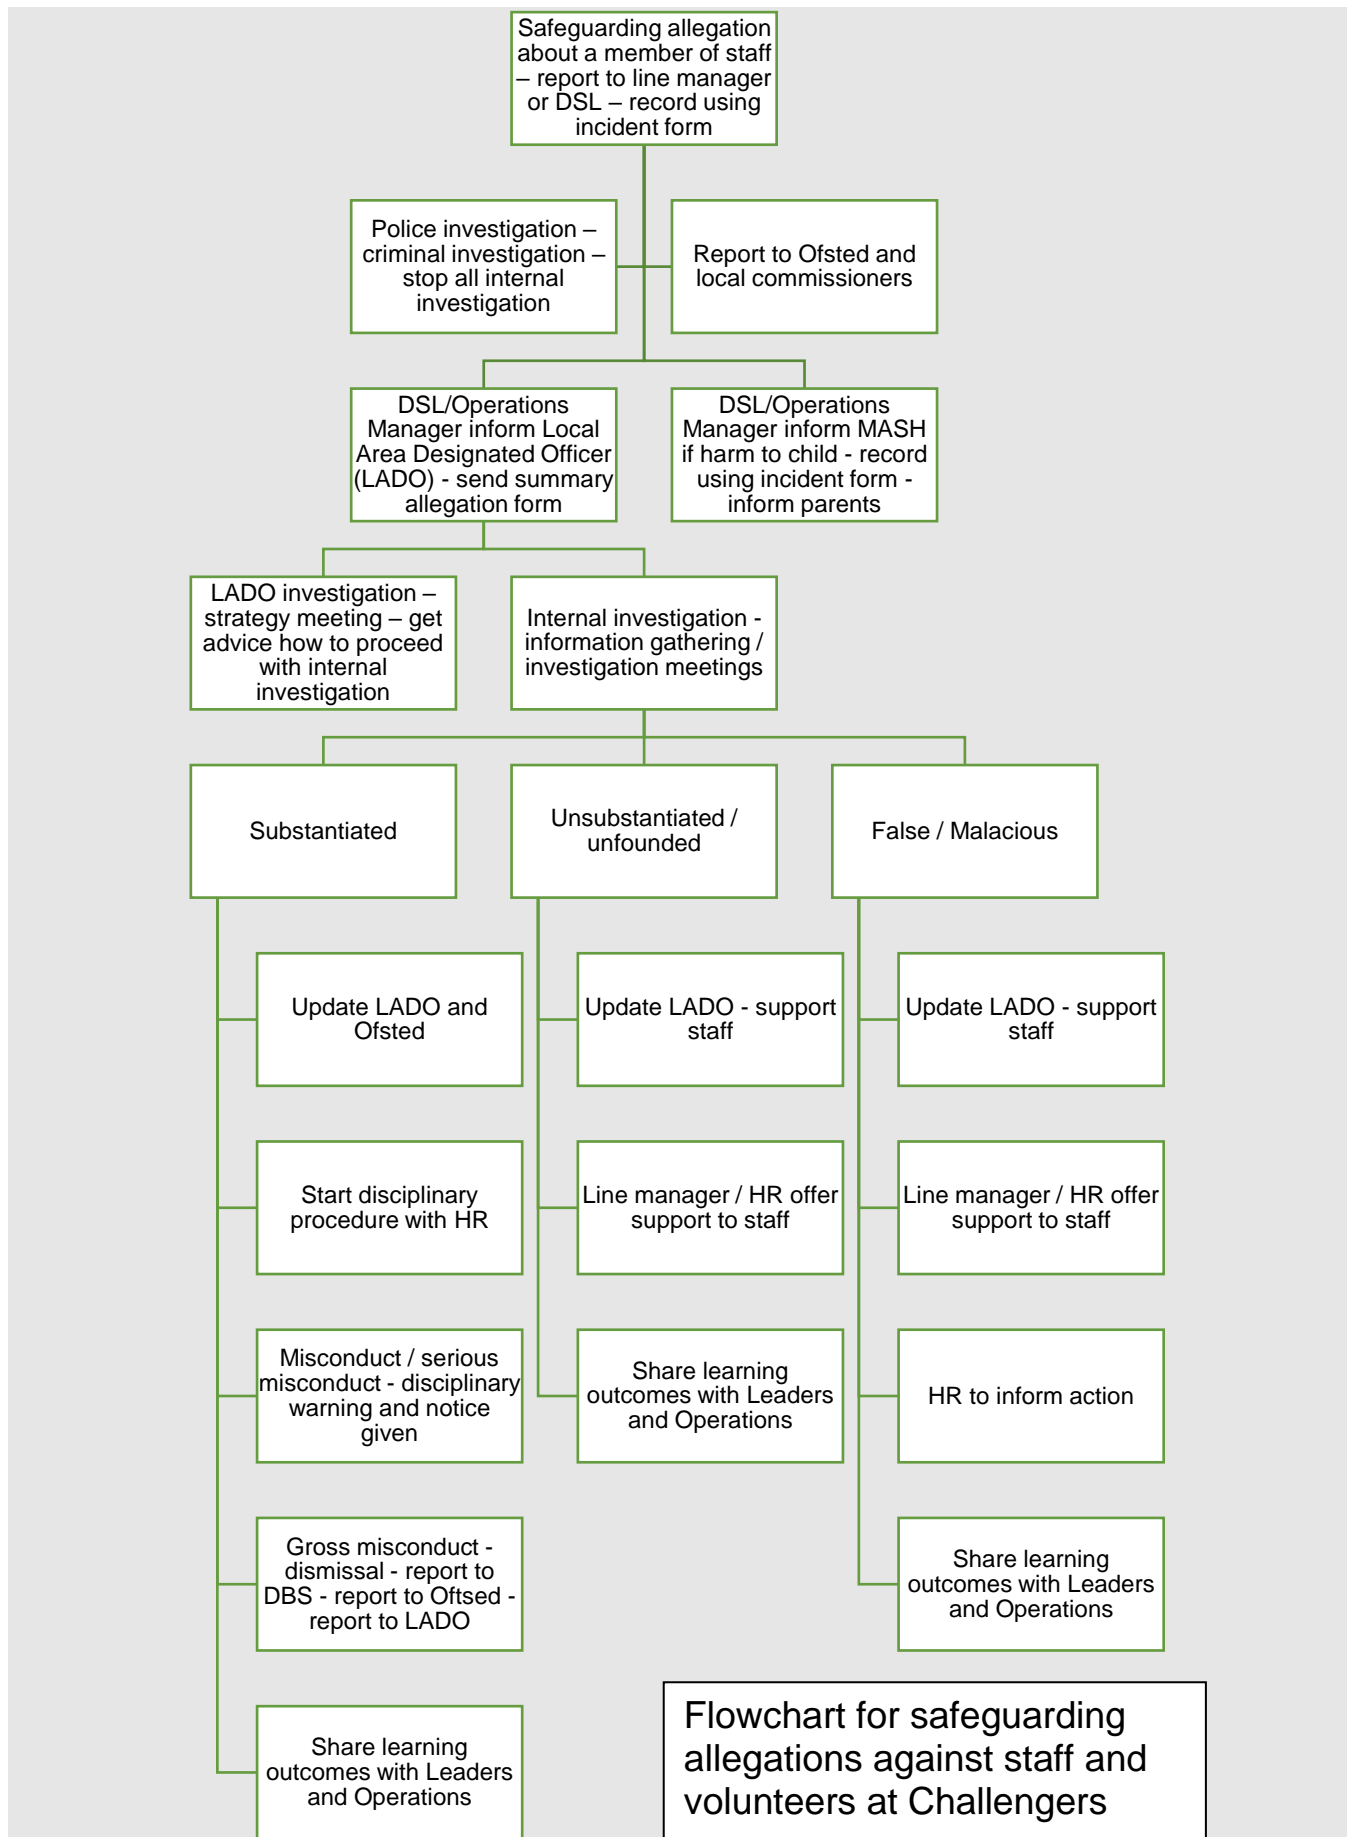 Safeguarding allegation
about a member of staff
– report to line manager
or DSL – record using
incident form
Police investigation –
criminal investigation –
stop all internal
investigation
Report to Ofsted and
local commissioners
DSL/Operations
Manager inform Local
Area Designated Officer
(LADO) - send summary
allegation form
DSL/Operations
Manager inform MASH
if harm to child - record
using incident form -
inform parents
LADO investigation –
strategy meeting – get
advice how to proceed
with internal
investigation
Internal investigation -
information gathering /
investigation meetings
Substantiated
Unsubstantiated /
unfounded
False / Malacious
Update LADO and
Ofsted
Start disciplinary
procedure with HR
Misconduct / serious
misconduct - disciplinary
warning and notice
given
Gross misconduct -
dismissal - report to
DBS - report to Oftsed -
report to LADO
Share learning
outcomes with Leaders
and Operations
Update LADO - support
staff
Line manager / HR offer
support to staff
Share learning
outcomes with Leaders
and Operations
Update LADO - support
staff
Line manager / HR offer
support to staff
HR to inform action
Share learning
outcomes with Leaders
and Operations
Flowchart for safeguarding
allegations against staff and
volunteers at Challengers